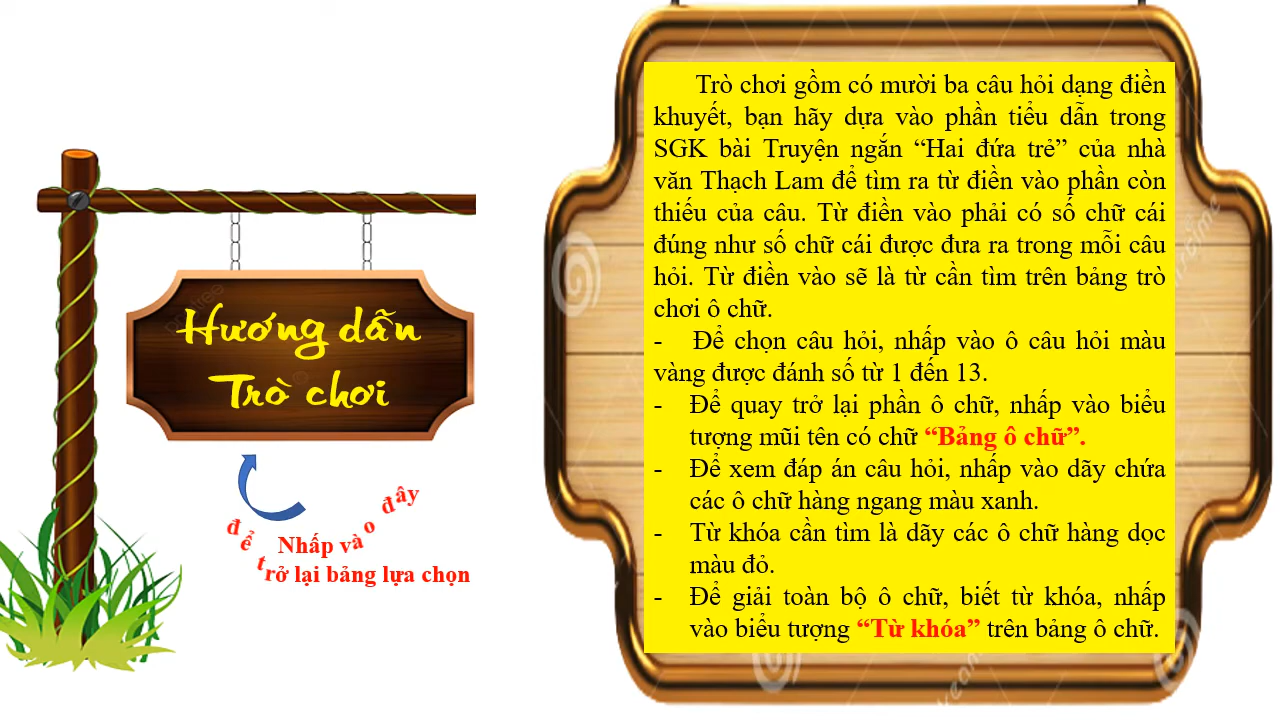 Hướng dẫn
Trò chơi
Nhấp vào đây
để trở lại bảng lựa chọn
Trò chơi gồm có mười ba câu hỏi dạng điền
khuyết, bạn hãy dựa vào phần tiểu dẫn trong
SGK bài Truyện ngắn “Hai đứa trẻ” của nhà
văn Thạch Lam để tìm ra từ điền vào phần còn
thiếu của câu. Từ điền vào phải có số chữ cái
đúng như số chữ cái được đưa ra trong mỗi câu
hỏi. Từ điền vào sẽ là từ cần tìm trên bảng trò
chơi ô chữ.
- Để chọn câu hỏi, nhấp vào ô câu hỏi màu
vàng được đánh số từ 1 đến 13.
- Để quay trở lại phần ô chữ, nhấp vào biểu
tượng mũi tên có chữ “Bảng ô chữ”.
- Để xem đáp án câu hỏi, nhấp vào dãy chứa
các ô chữ hàng ngang màu xanh.
- Từ khóa cần tìm là dãy các ô chữ hàng dọc
màu đỏ.
- Để giải toàn bộ ô chữ, biết từ khóa, nhấp
vào biểu tượng “Từ khóa” trên bảng ô chữ.